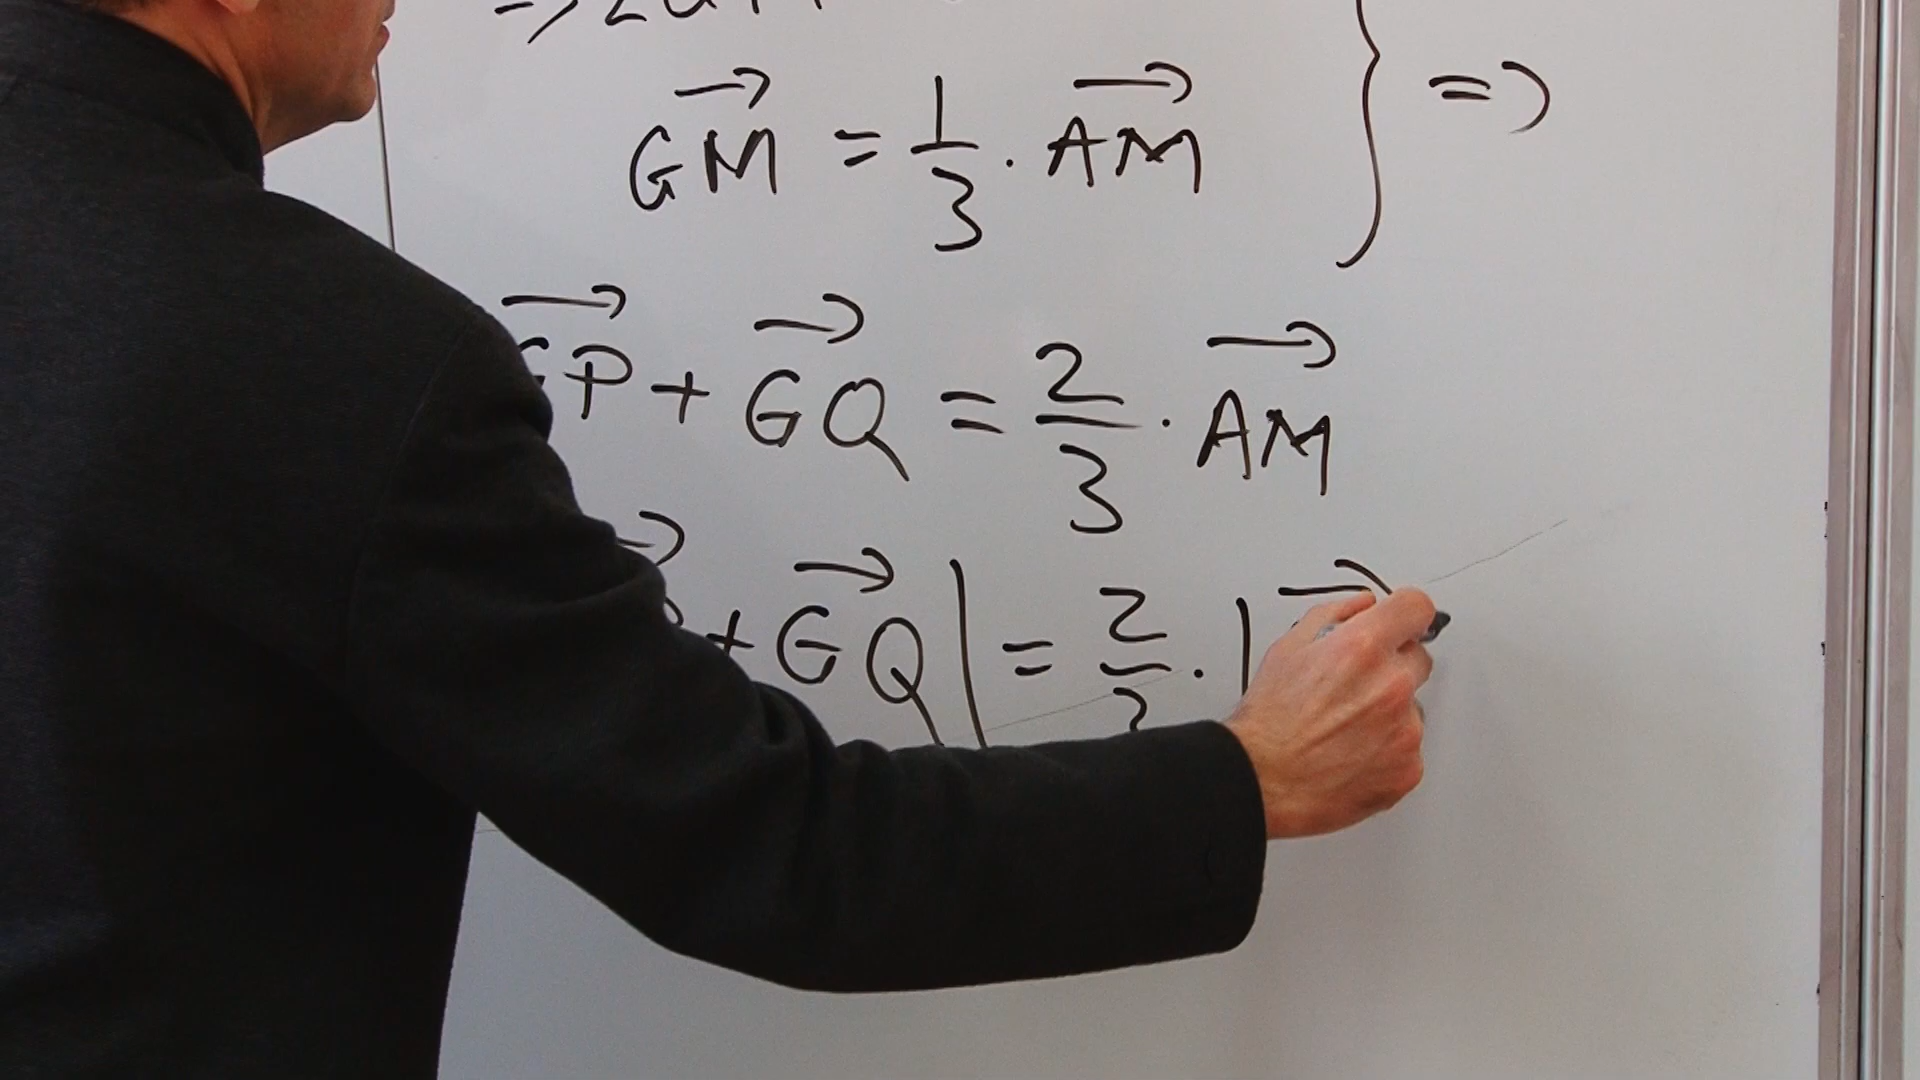 GM = 1/3 · AM } =>
GP + GQ = 2/3 · AM
+ GQ| = 2/3 · |